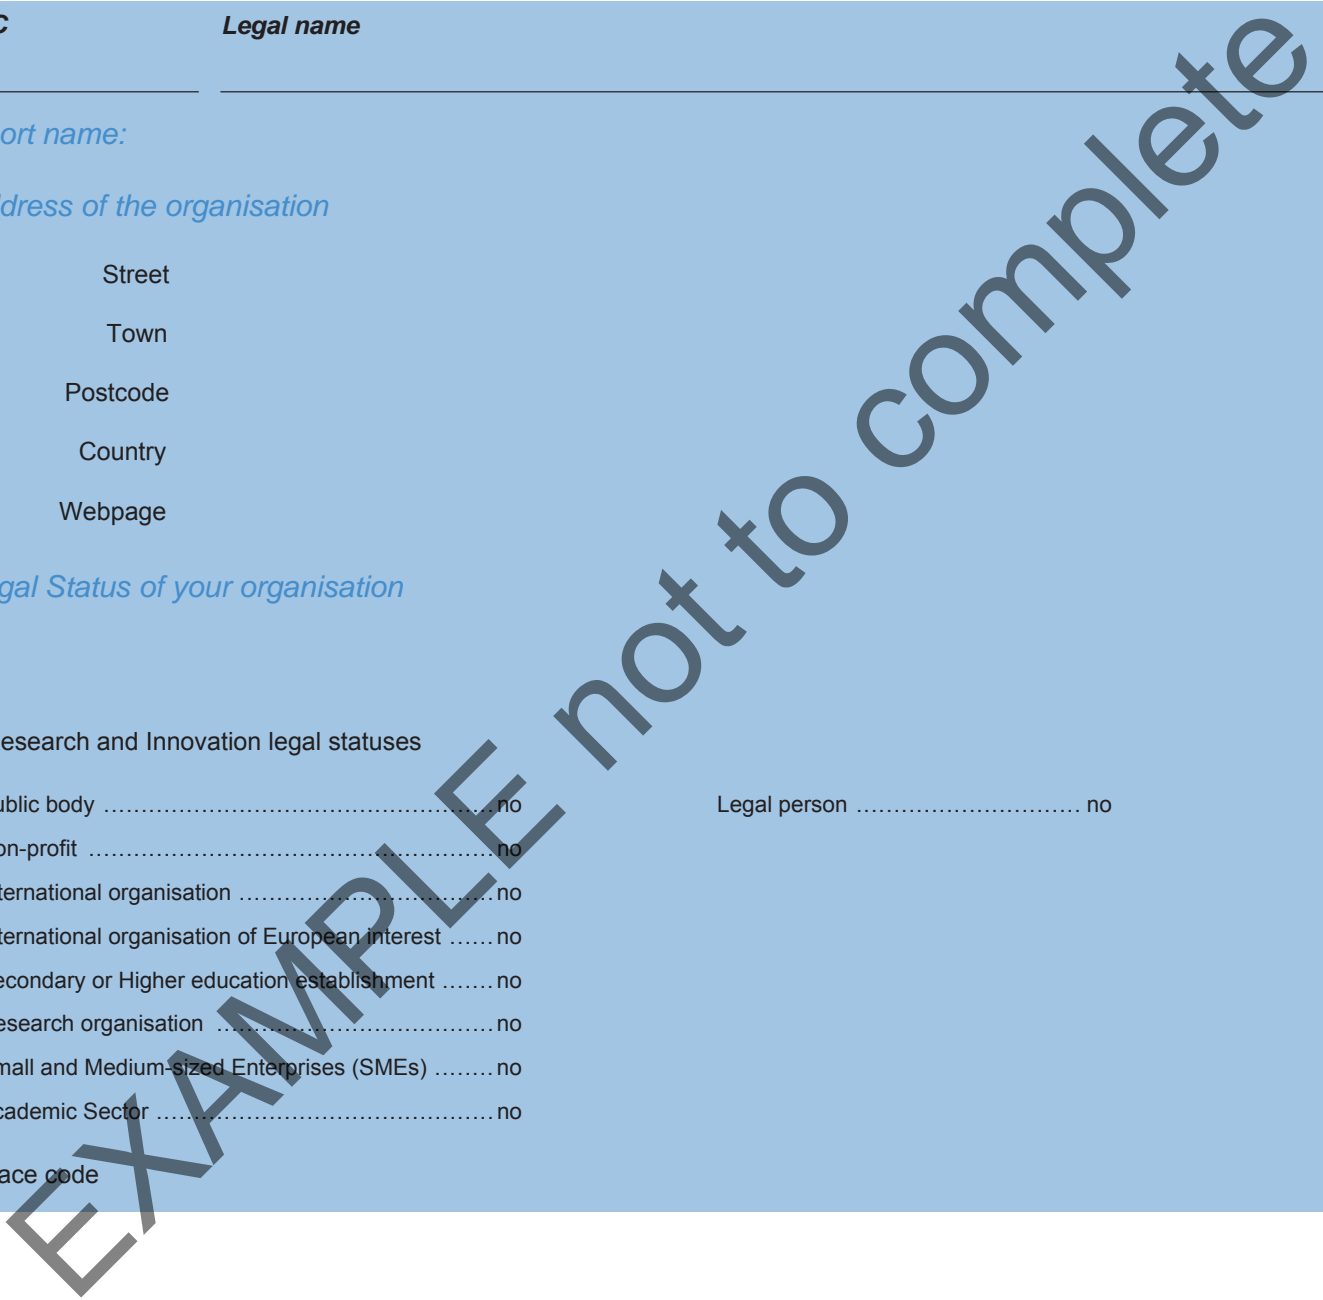 C Legal name
ort name:
dress of the organisation
Street
Town
Postcode
Country
Webpage
gal Status of your organisation
esearch and Innovation legal statuses
ublic body .................................................... no Legal person .............................. no
on-profit ...................................................... no
ternational organisation .................................. no
ternational organisation of European interest ...... no
econdary or Higher education establishment ....... no
esearch organisation ..................................... no
mall and Medium-sized Enterprises (SMEs) ........ no
cademic Sector ............................................. no
ace code
EXAMPLE not to complete